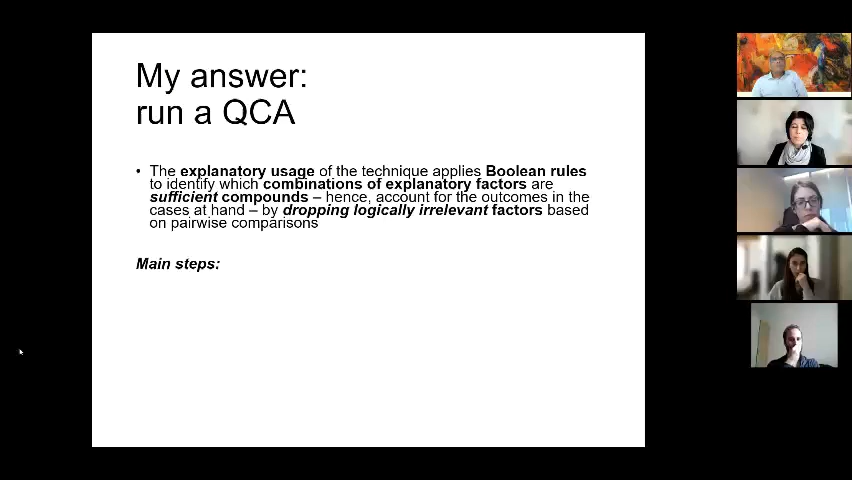 My answer:
run a QCA
• The explanatory usage of the technique applies Boolean rules
to identify which combinations of explanatory factors are
sufficient compounds – hence, account for the outcomes in the
cases at hand – by dropping logically irrelevant factors based
on pairwise comparisons
Main steps: